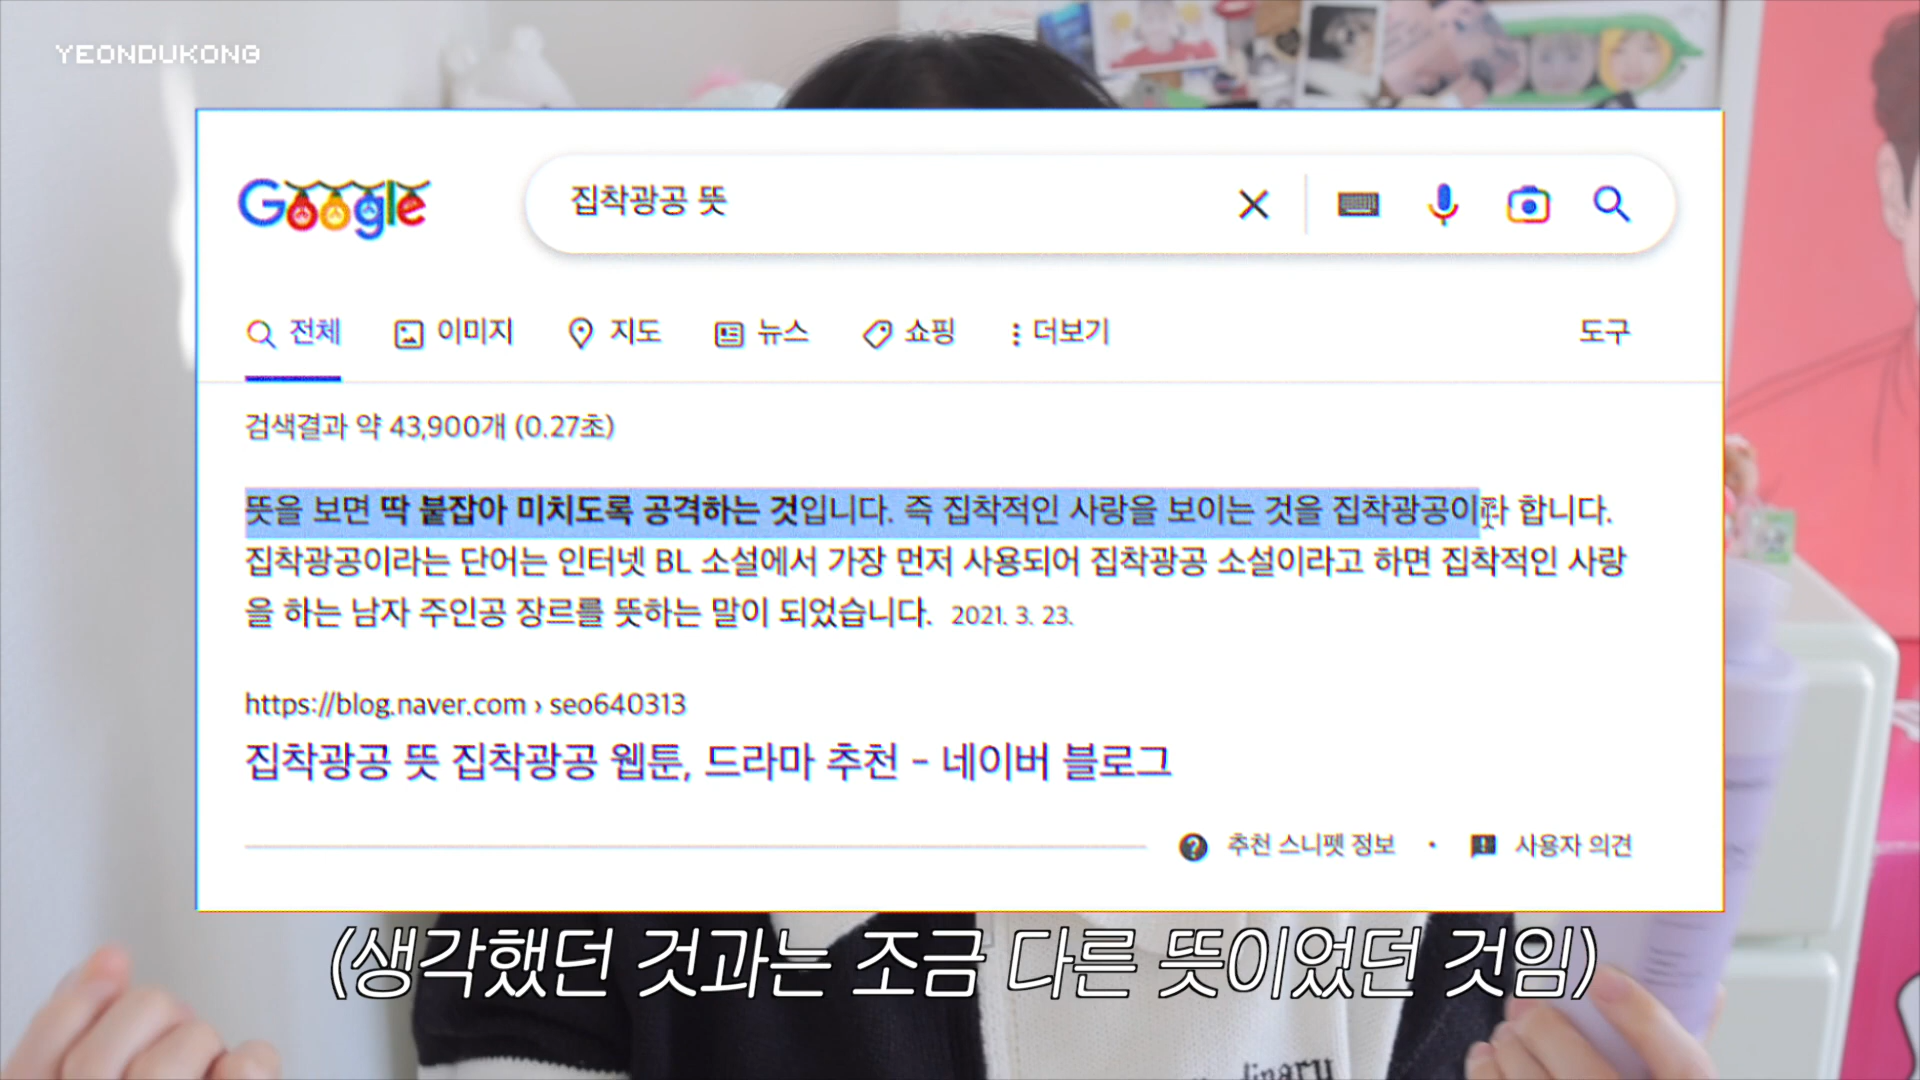 YEONDUKONG
Google
집착광공 뜻
전체 이미지 지도 뉴스 쇼핑 더보기 도구
검색결과 약 43,900개 (0.27초)
뜻을 보면 딱 붙잡아 미치도록 공격하는 것입니다. 즉 집착적인 사랑을 보이는 것을 집착광공이라 합니다.
집착광공이라는 단어는 인터넷 BL 소설에서 가장 먼저 사용되어 집착광공 소설이라고 하면 집착적인 사랑
을 하는 남자 주인공 장르를 뜻하는 말이 되었습니다. 2021. 3. 23.
https://blog.naver.com › seo640313
집착광공 뜻 집착광공 웹툰, 드라마 추천 - 네이버 블로그
추천 스니펫 정보 · 사용자 의견
(생각했던 것과는 조금 다른 뜻이었던 것임)